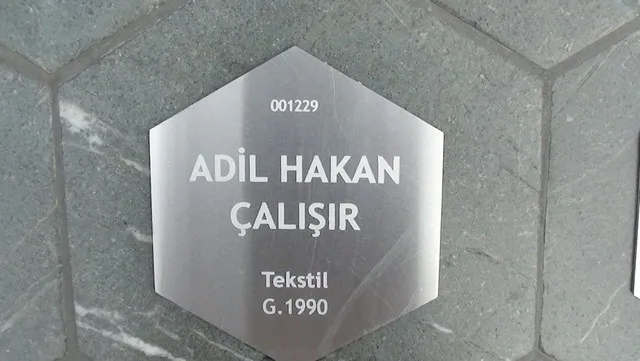 001229
ADİL HAKAN
ÇALIŞIR
Tekstil
G.1990